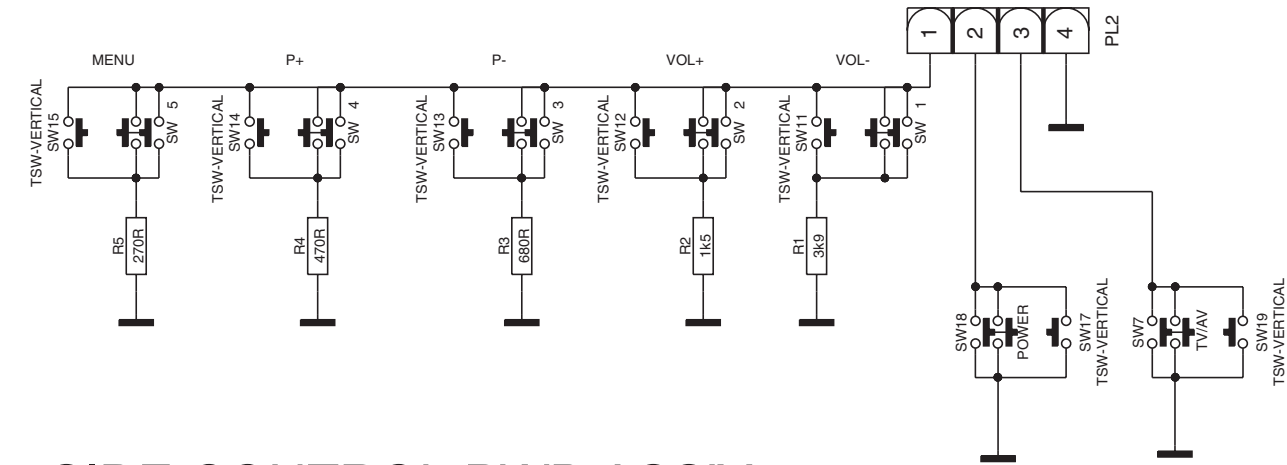 1
2
3
4
PL2
MENU
P+
P-
VOL+
VOL-
TSW-VERTICAL
SW15
SW 5
TSW-VERTICAL
SW14
SW 4
TSW-VERTICAL
SW13
SW 3
TSW-VERTICAL
SW12
SW 2
TSW-VERTICAL
SW11
SW 1
R5
270R
R4
470R
R3
680R
R2
1k5
R1
3k9
SW18
POWER
SW17
TSW-VERTICAL
SW7
TV/AV
SW19
TSW-VERTICAL